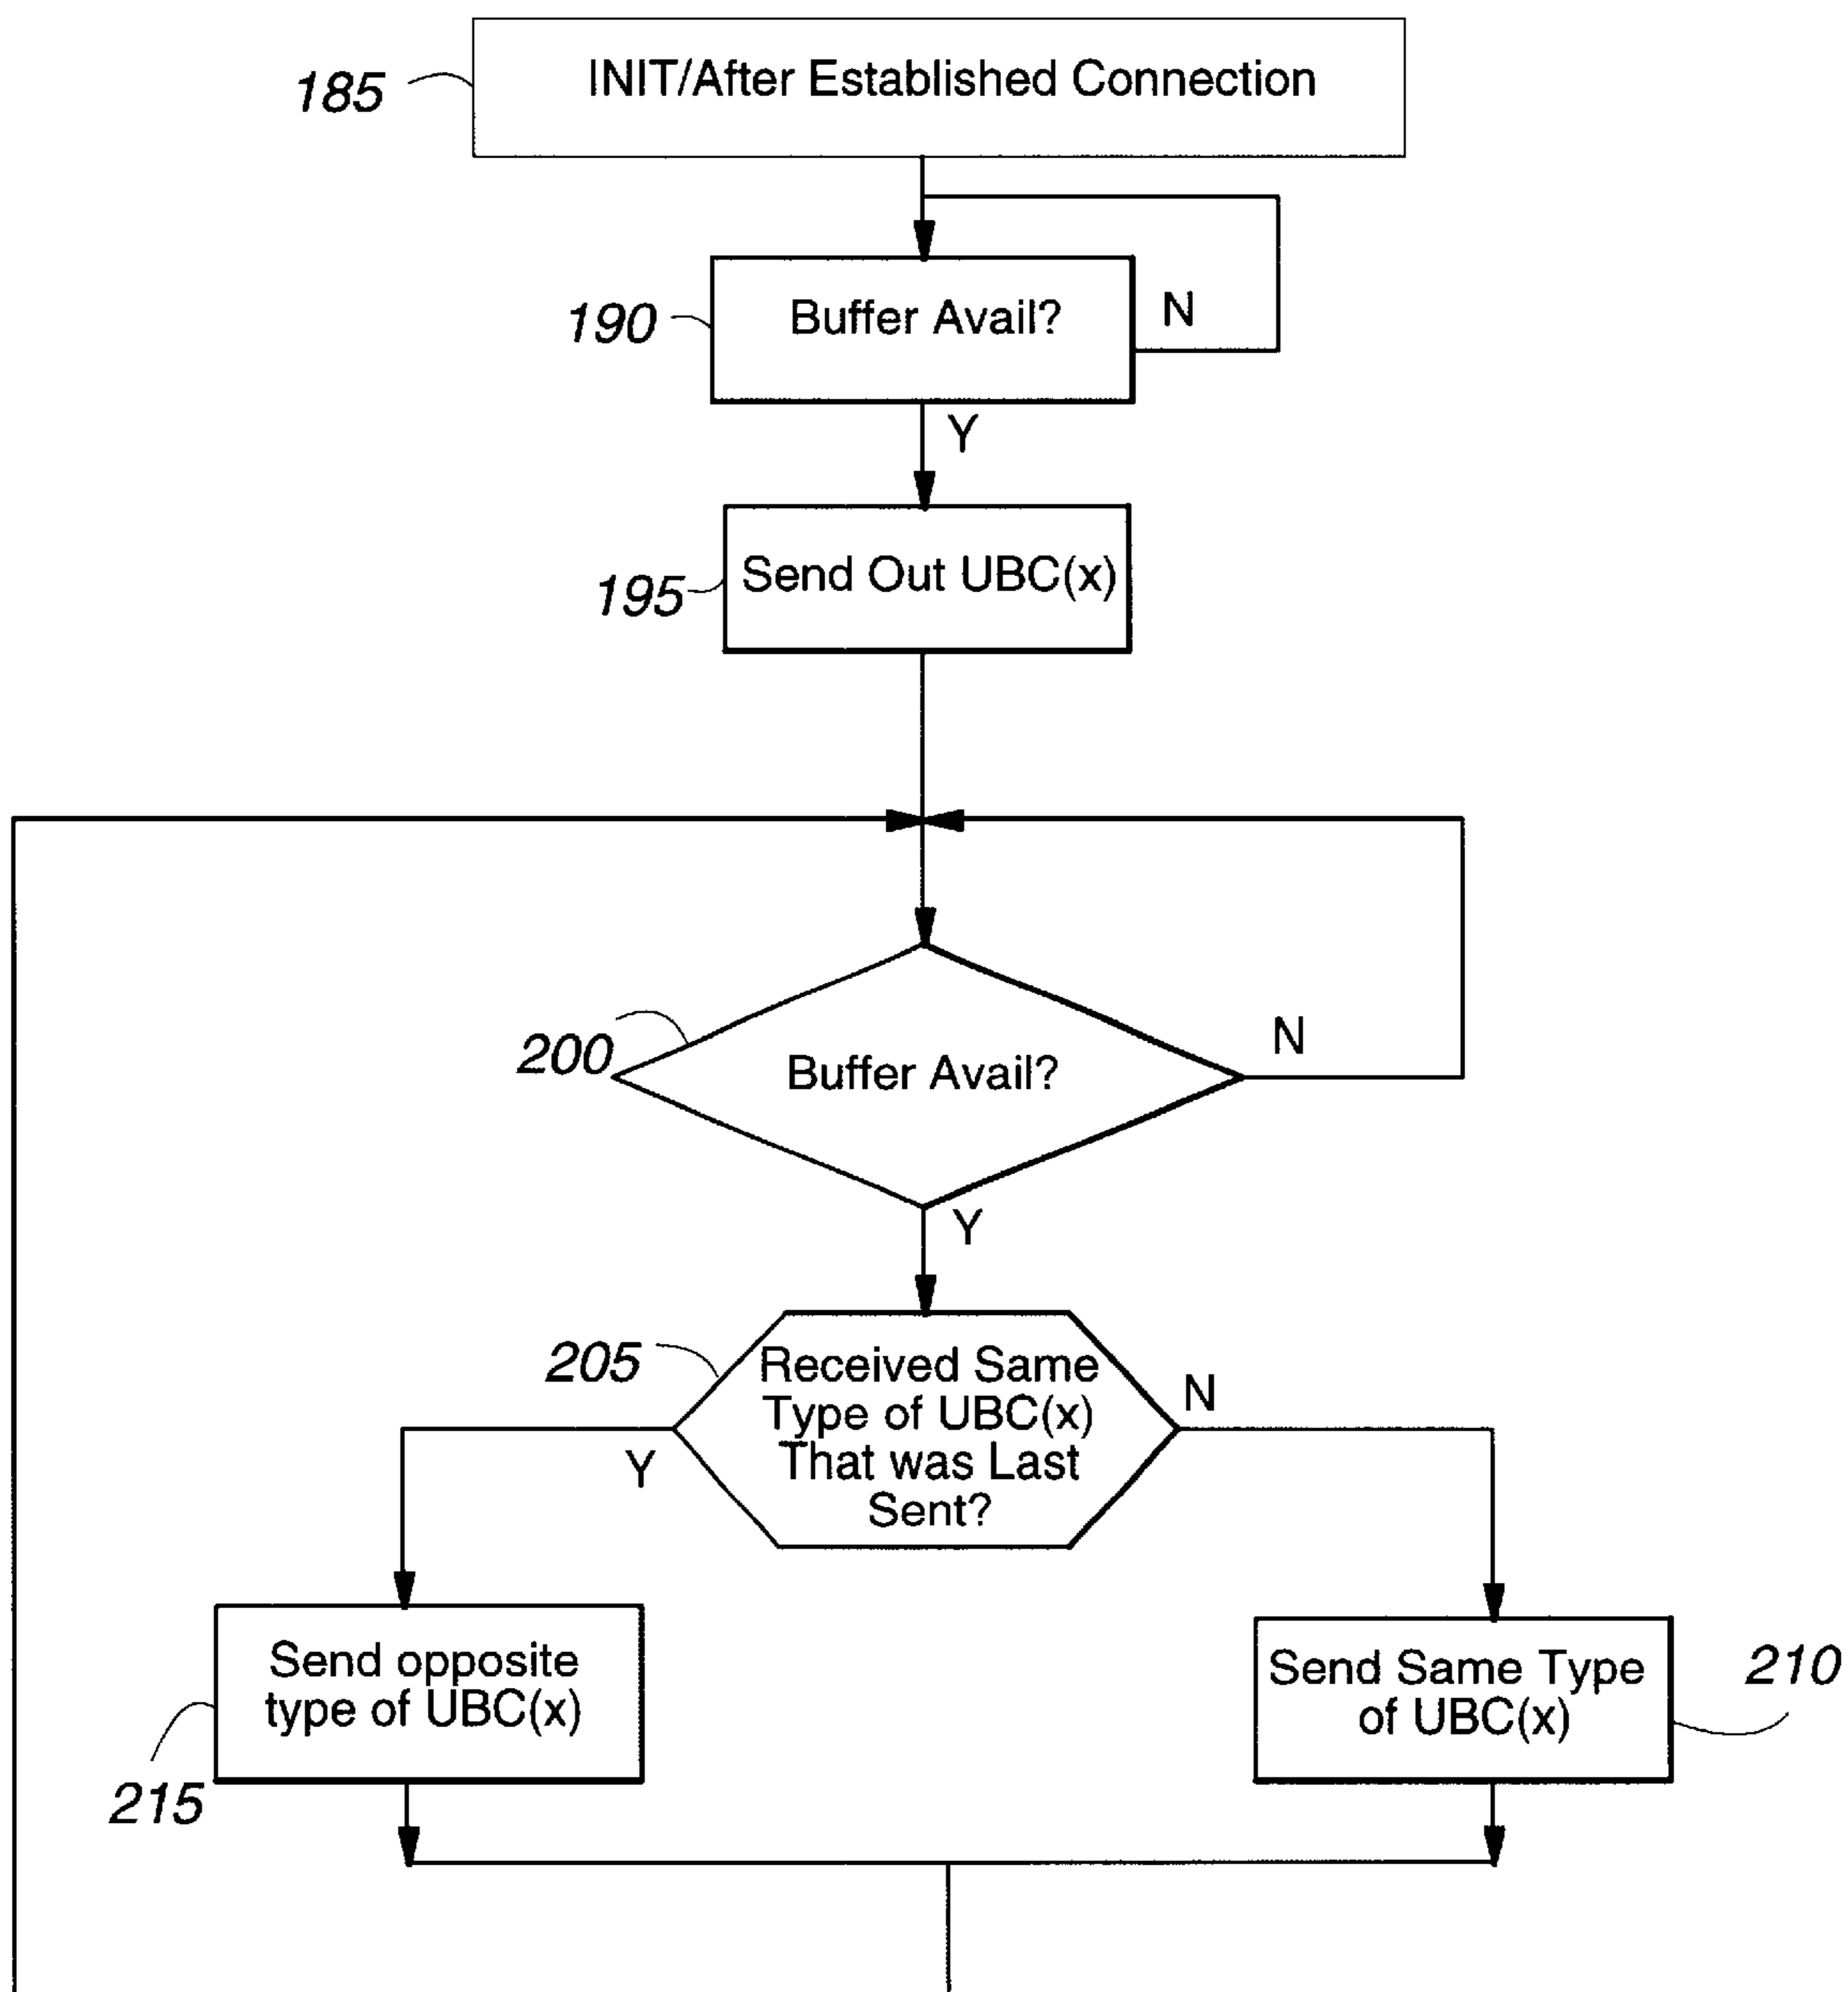 185
INIT/After Established Connection
190
Buffer Avail?
N
Y
195
Send Out UBC(x)
200
Buffer Avail?
N
Y
205
Received Same
Type of UBC(x)
That was Last
Sent?
N
Y
Send opposite
type of UBC(x)
215
Send Same Type
of UBC(x)
210